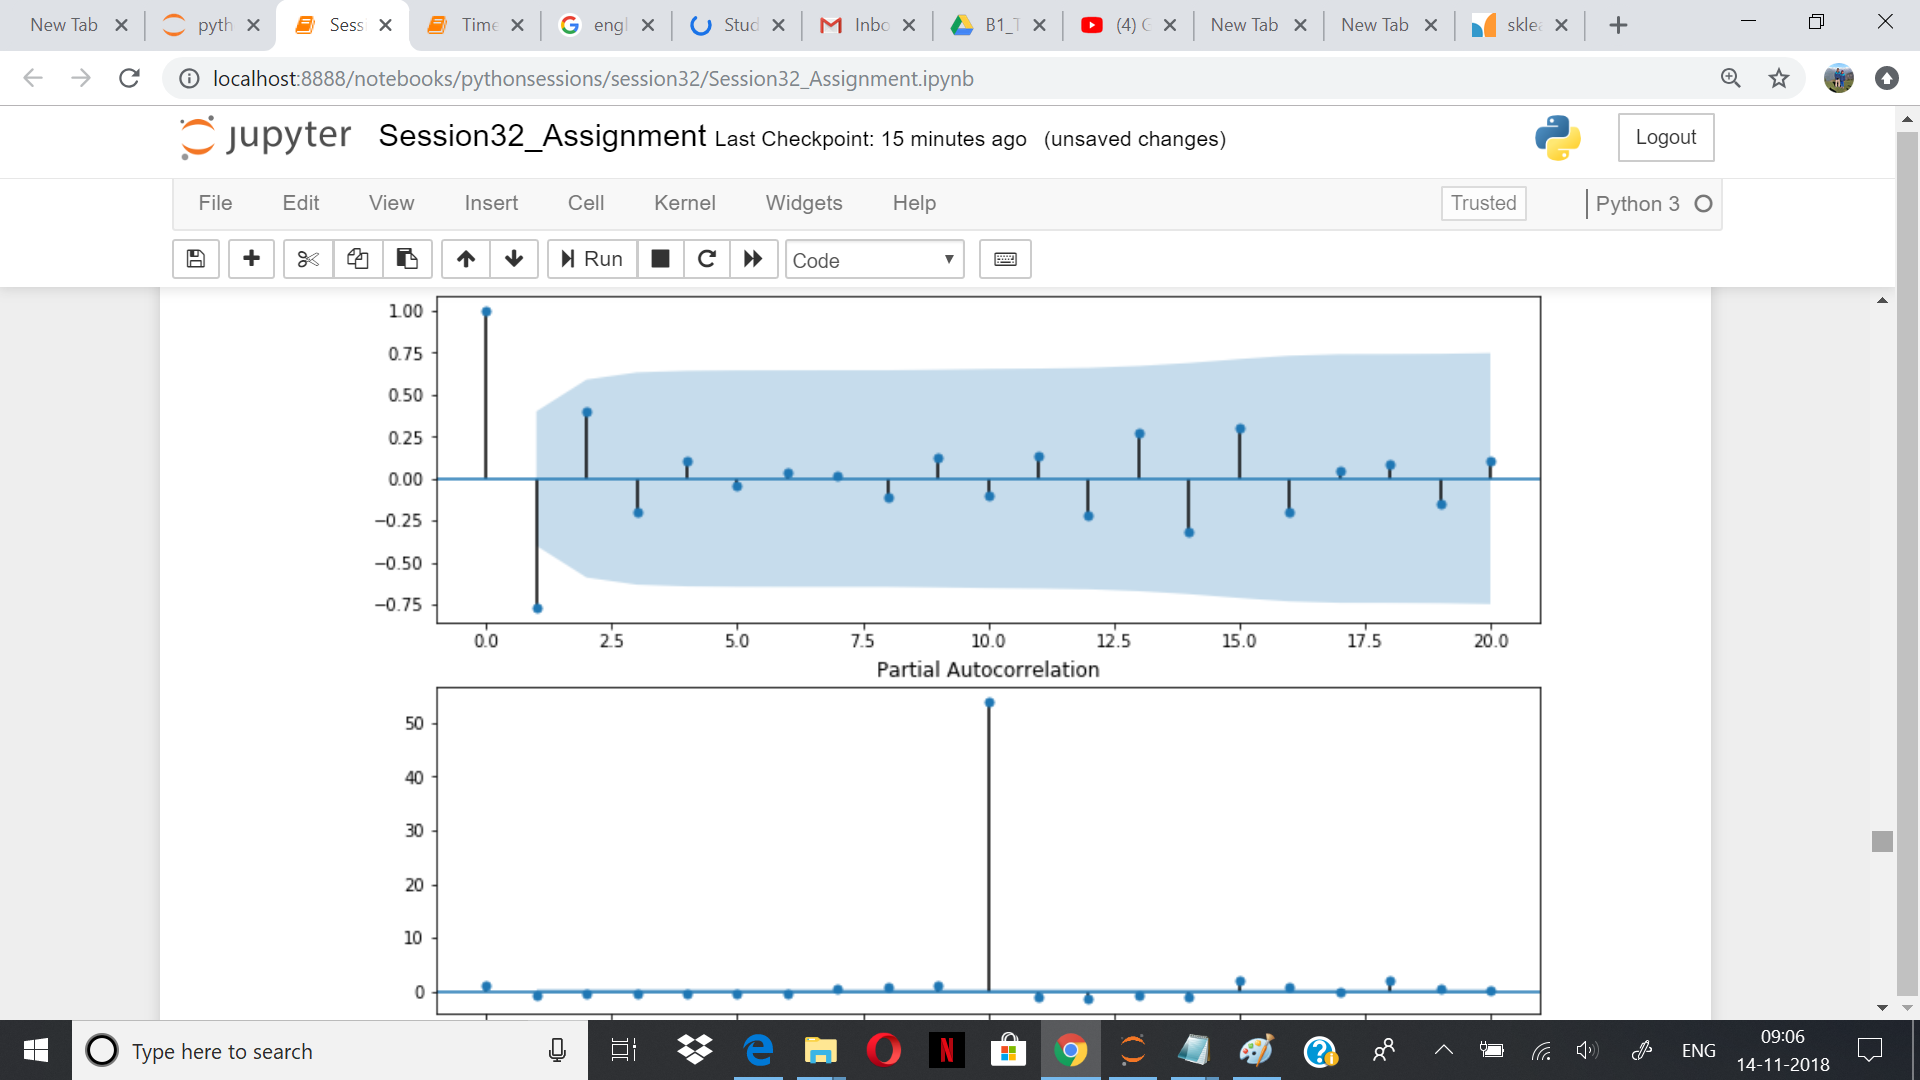 New Tab pyth Sess Time engl Stud Inbo B1_T (4) G New Tab New Tab sklea
localhost:8888/notebooks/pythonsessions/session32/Session32_Assignment.ipynb
jupyter Session32_Assignment Last Checkpoint: 15 minutes ago (unsaved changes) Logout
File Edit View Insert Cell Kernel Widgets Help Trusted Python 3
Run Code
1.00
0.75
0.50
0.25
0.00
−0.25
−0.50
−0.75
0.0 2.5 5.0 7.5 10.0 12.5 15.0 17.5 20.0
Partial Autocorrelation
50
40
30
20
10
0
Type here to search ENG 09:06
14-11-2018